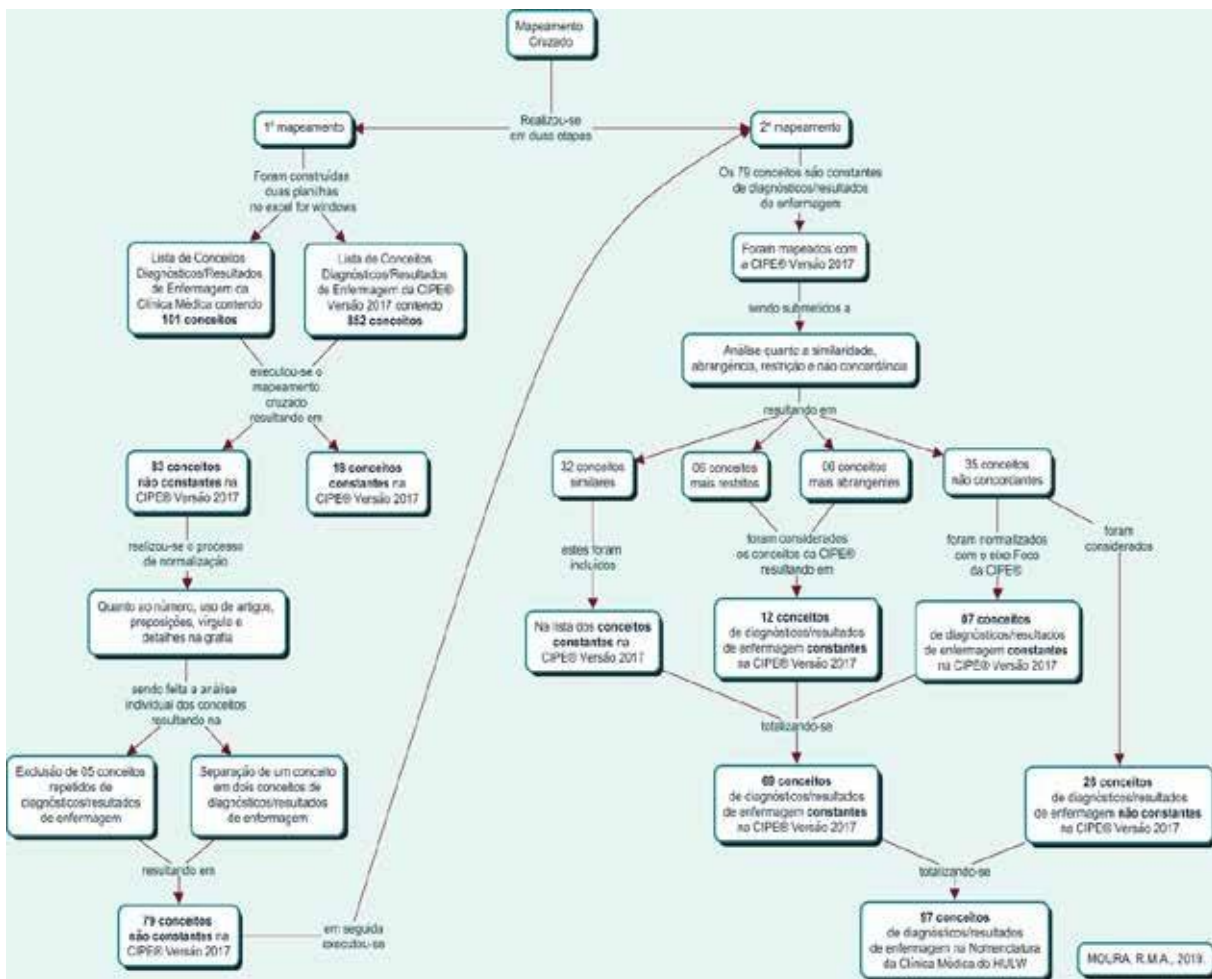 Mapeamento
Cruzado
Realizou-se
em duas etapas
1º mapeamento
Foram construídas
duas planilhas
no excel for windows
Lista de Conceitos
Diagnósticos/Resultados
de Enfermagem da
Clínica Médica contendo
101 conceitos
Lista de Conceitos
Diagnósticos/Resultados
de Enfermagem da CIPE®
Versão 2017 contendo
852 conceitos
executou-se o
mapeamento
cruzado
resultando em
83 conceitos
não constantes na
CIPE® Versão 2017
18 conceitos
constantes na
CIPE® Versão 2017
realizou-se o processo
de normalização
Quanto ao número, uso de artigos,
preposições, vírgula e
detalhes na grafia
sendo feita a análise
individual dos conceitos
resultando na
Exclusão de 05 conceitos
repetidos de
diagnósticos/resultados
de enfermagem
Separação de um conceito
em dois conceitos de
diagnósticos/resultados
de enfermagem
resultando em
79 conceitos
não constantes na
CIPE® Versão 2017
em seguida
executou-se
2º mapeamento
Os 79 conceitos não constantes
de diagnósticos/resultados
de enfermagem
Foram mapeados com
a CIPE® Versão 2017
sendo submetidos a
Análise quanto a similaridade,
abrangência, restrição e não concordância
resultando em
32 conceitos
similares
06 conceitos
mais restritos
06 conceitos
mais abrangentes
35 conceitos
não concordantes
estes foram
incluídos
foram considerados
os conceitos da CIPE®
resultando em
foram normalizados
com o eixo Foco
da CIPE®
foram
considerados
Na lista dos conceitos
constantes na
CIPE® Versão 2017
12 conceitos
de diagnósticos/resultados
de enfermagem constantes
na CIPE® Versão 2017
07 conceitos
de diagnósticos/resultados
de enfermagem constantes
na CIPE® Versão 2017
totalizando-se
69 conceitos
de diagnósticos/resultados
de enfermagem constantes
na CIPE® Versão 2017
28 conceitos
de diagnósticos/resultados
de enfermagem não constantes
na CIPE® Versão 2017
totalizando-se
97 conceitos
de diagnósticos/resultados
de enfermagem na Nomenclatura
da Clínica Médica do HULW
MOURA, R.M.A., 2019.